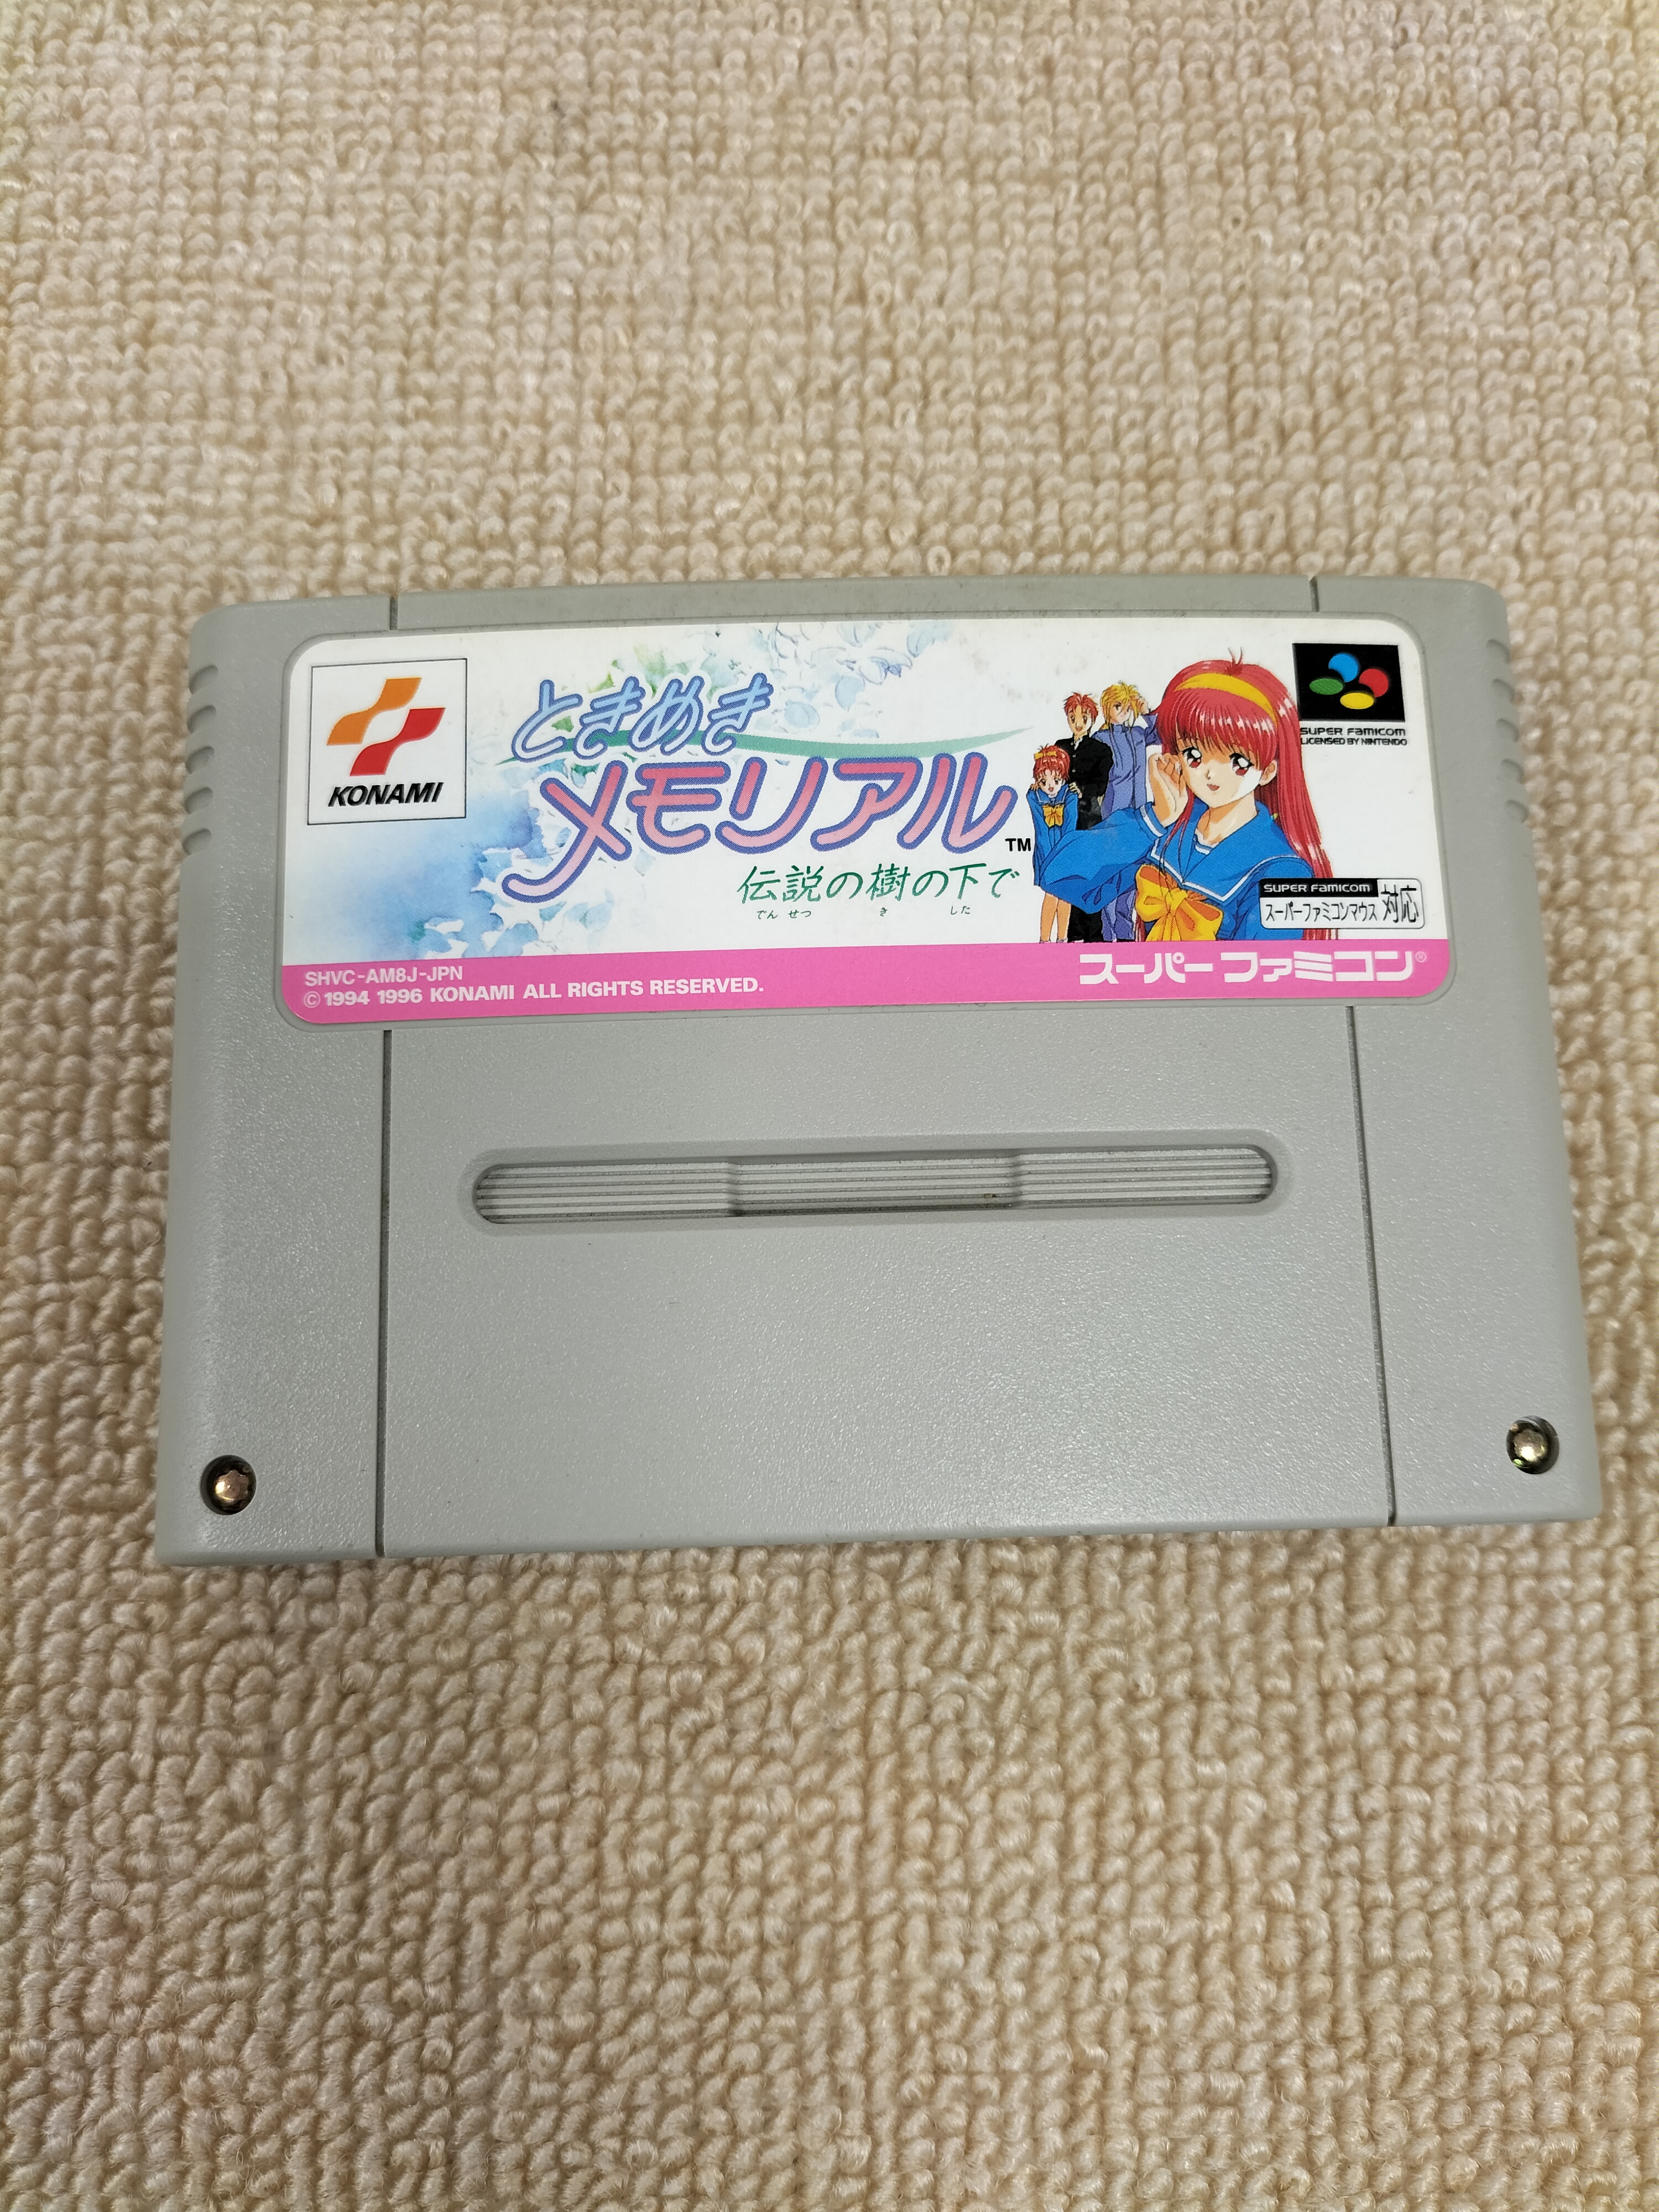 KONAMI
ときめき
メモリアル
TM
伝説の樹の下で
でん せつ き した
SUPER FAMICOM
LICENSED BY NINTENDO
SUPER FAMICOM
スーパーファミコンマウス 対応
SHVC-AM8J-JPN
©1994 1996 KONAMI ALL RIGHTS RESERVED.
スーパーファミコン®